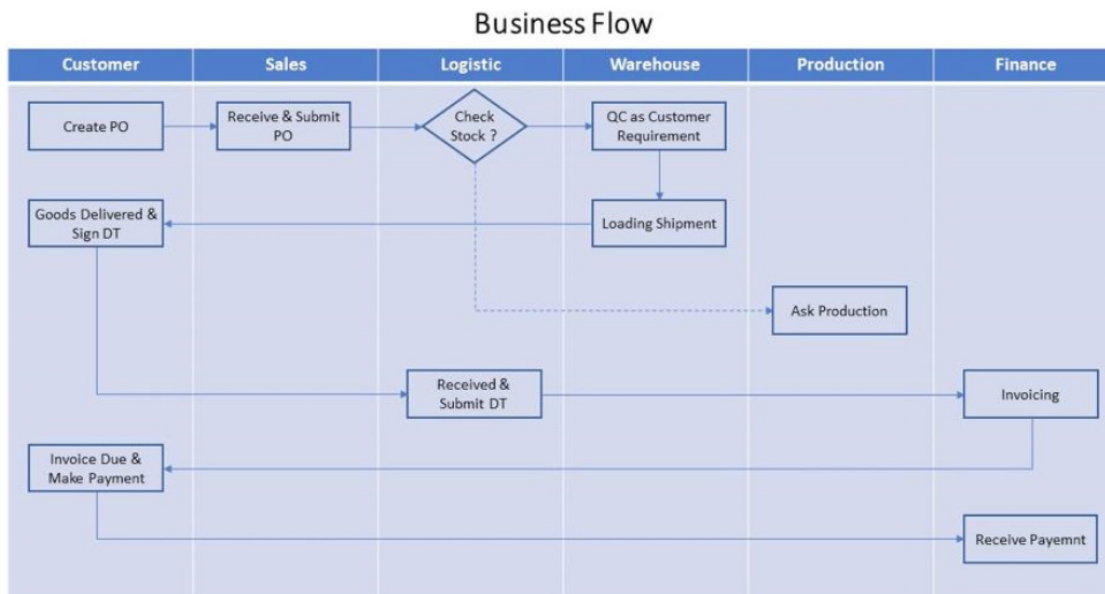 Business Flow
Customer
Sales
Logistic
Warehouse
Production
Finance
Create PO
Receive & Submit
PO
Check
Stock ?
QC as Customer
Requirement
Goods Delivered &
Sign DT
Loading Shipment
Ask Production
Received &
Submit DT
Invoicing
Invoice Due &
Make Payment
Receive Payemnt